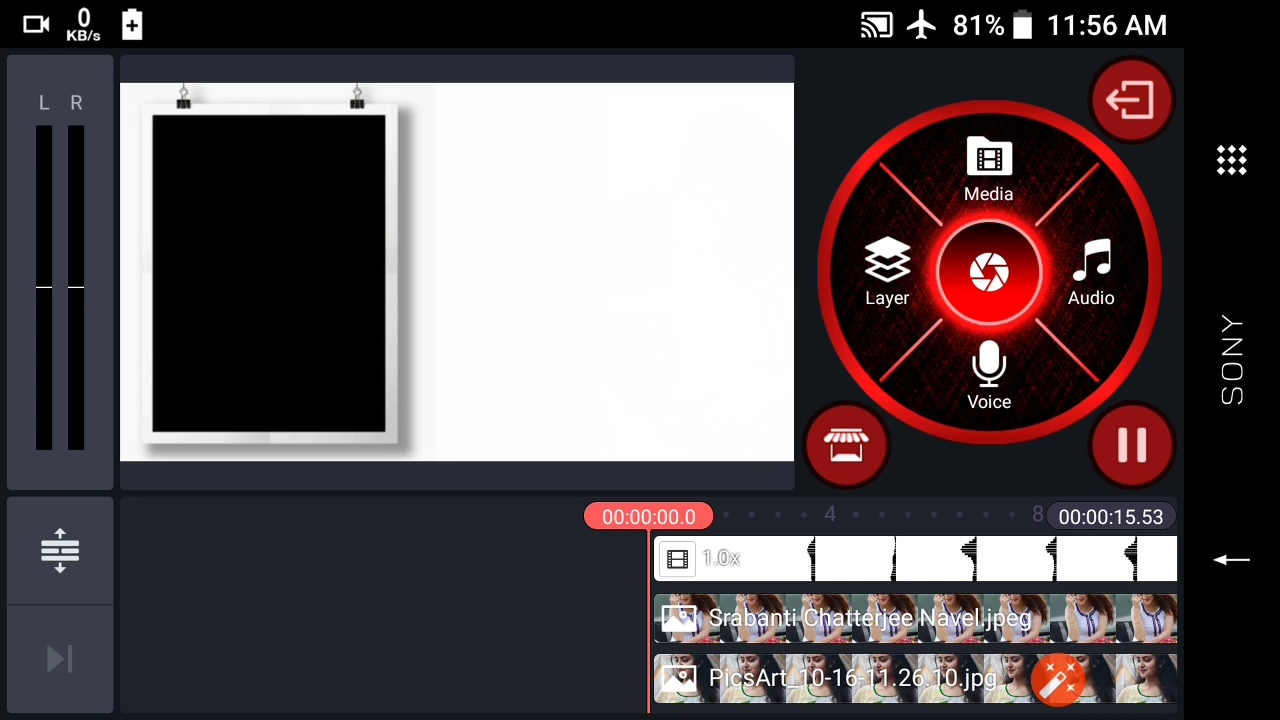 0
KB/s
81%
11:56 AM
L R
Media
Layer
Audio
Voice
00:00:00.0
4
8
00:00:15.53
1.0x
Srabanti Chatterjee Navel.jpeg
PicsArt_10-16-11.26.10.jpg
SONY